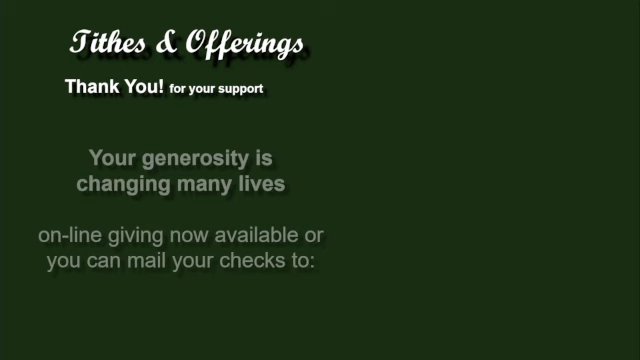 Tithes & Offerings
Thank You! for your support
Your generosity is
changing many lives
on-line giving now available or
you can mail your checks to: